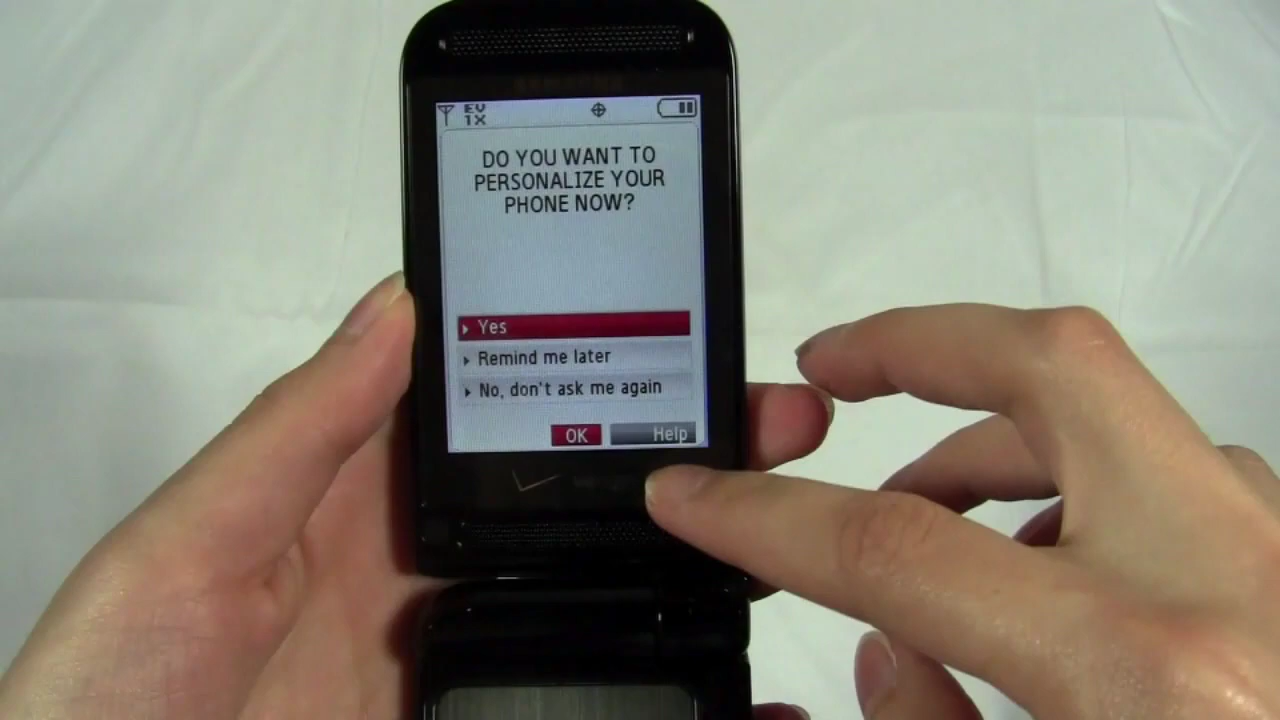 EV
1X
DO YOU WANT TO
PERSONALIZE YOUR
PHONE NOW?
Yes
Remind me later
No, don't ask me again
OK Help